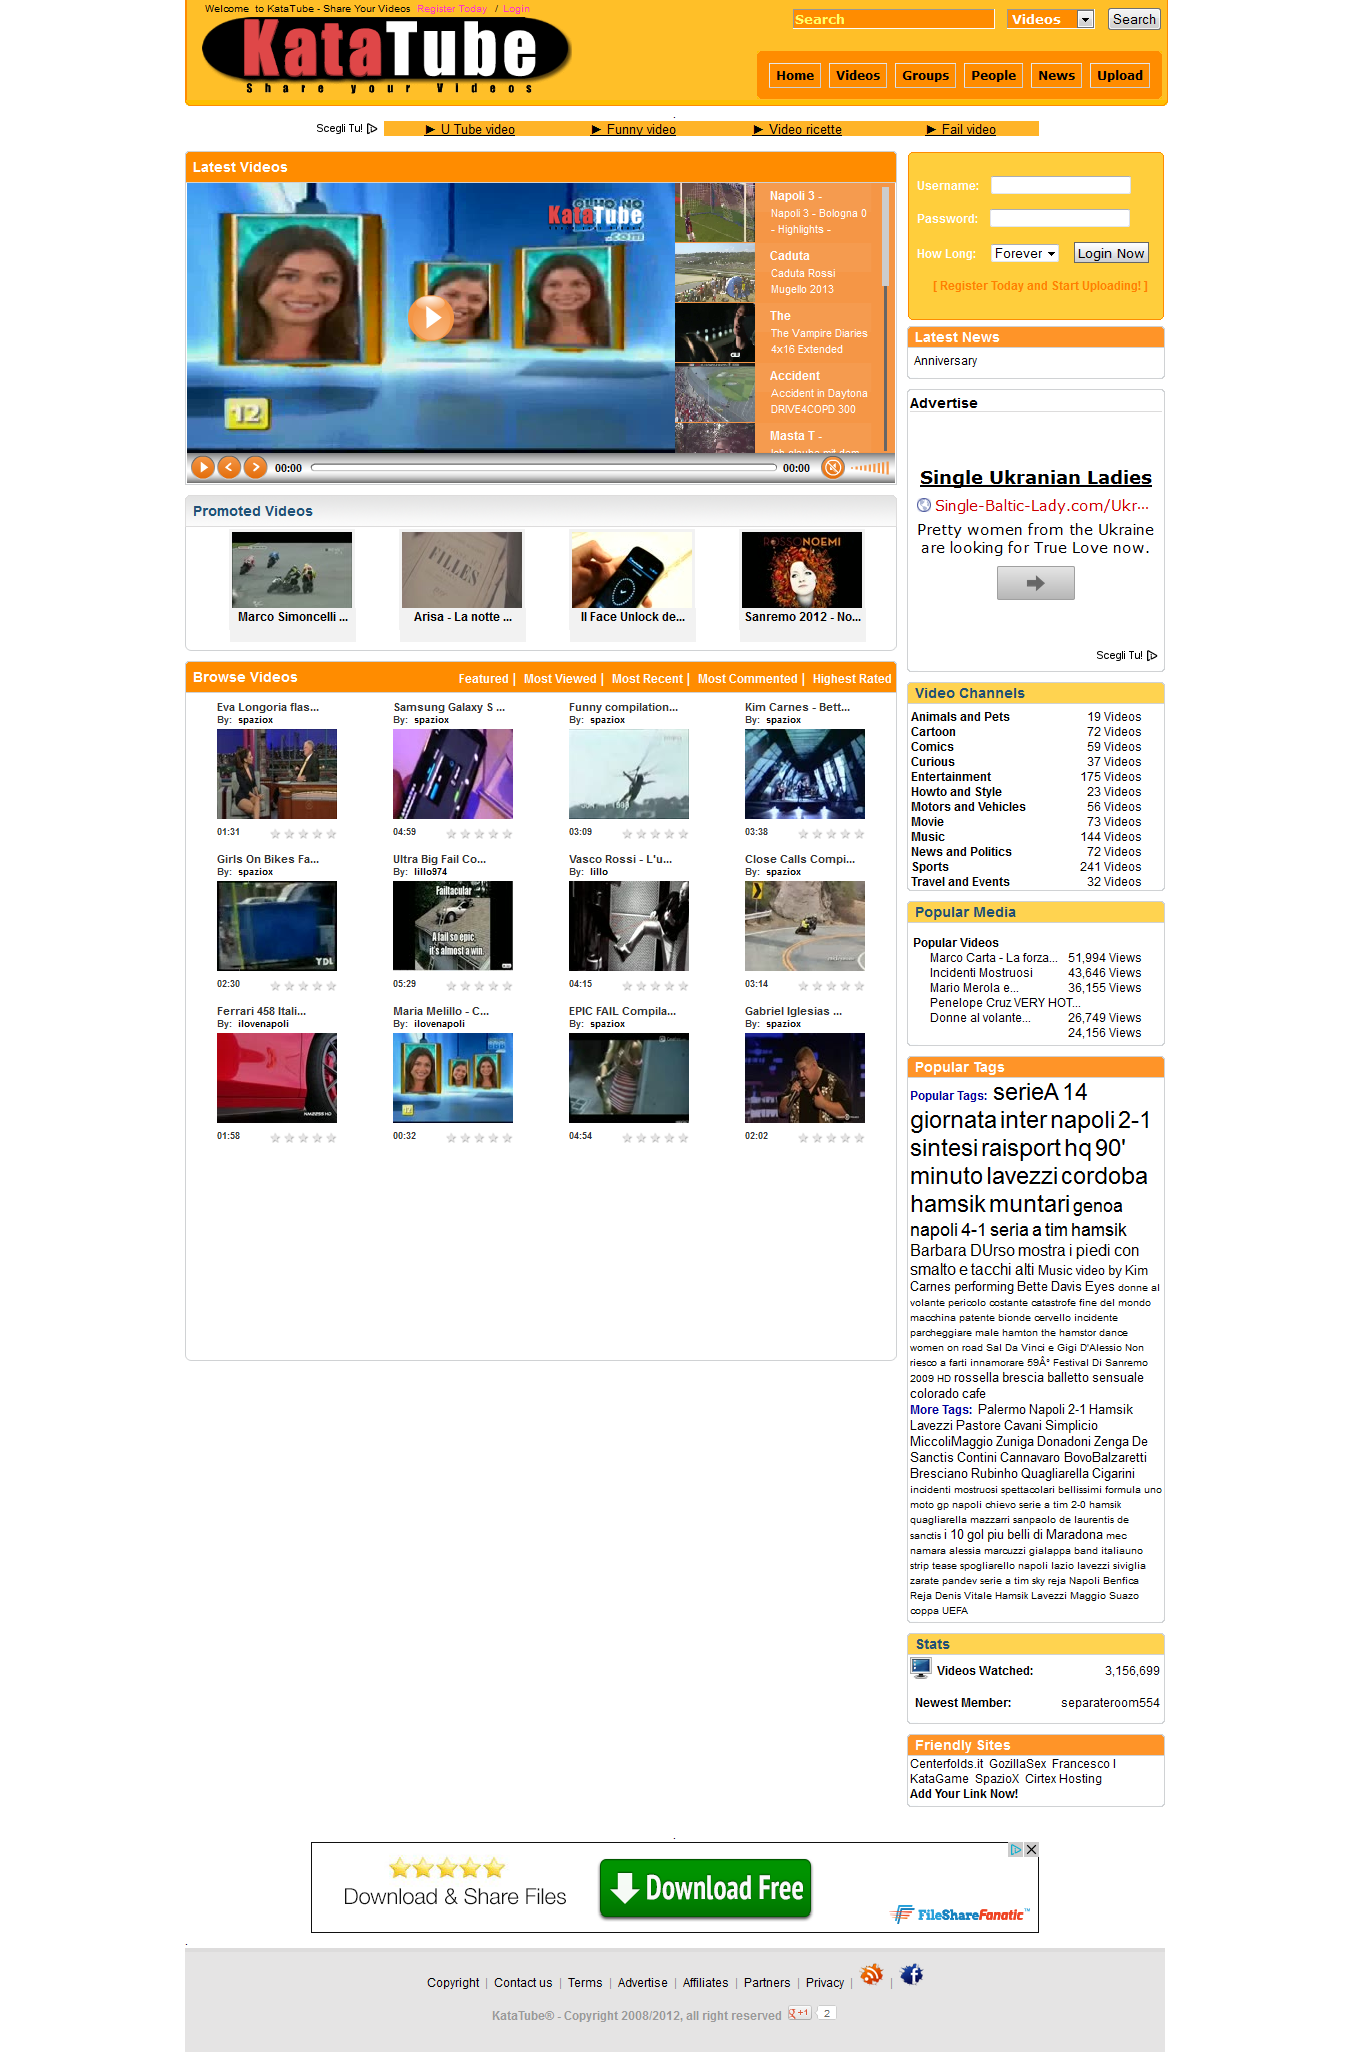 Welcome to KataTube - Share Your Videos Register Today / Login
KataTube
Share your Videos
Search Videos Search
Home Videos Groups People News Upload
Scegli Tu! ► U Tube video ► Funny video ► Video ricette ► Fail video
Latest Videos
OLHO NO
KataTube
.com
12
Napoli 3 -
Napoli 3 - Bologna 0
- Highlights -
Caduta
Caduta Rossi
Mugello 2013
The
The Vampire Diaries
4x16 Extended
Accident
Accident in Daytona
DRIVE4COPD 300
Masta T -
Ich glaube mit dem
00:00 00:00
Username:
Password:
How Long: Forever Login Now
[ Register Today and Start Uploading! ]
Latest News
Anniversary
Advertise
Single Ukranian Ladies
Single-Baltic-Lady.com/Ukr...
Pretty women from the Ukraine
are looking for True Love now.
Scegli Tu!
Promoted Videos
FILLES
ROSSONOEMI
Marco Simoncelli ... Arisa - La notte ... Il Face Unlock de... Sanremo 2012 - No...
Browse Videos Featured | Most Viewed | Most Recent | Most Commented | Highest Rated
Eva Longoria flas... Samsung Galaxy S ... Funny compilation... Kim Carnes - Bett...
By: spaziox By: spaziox By: spaziox By: spaziox
01:31 04:59 03:09 03:38
Girls On Bikes Fa... Ultra Big Fail Co... Vasco Rossi - L'u... Close Calls Compi...
By: spaziox By: lillo974 By: lillo By: spaziox
YDL
Failtacular
A fail so epic,
it's almost a win.
02:30 05:29 04:15 03:14
Ferrari 458 Itali... Maria Melillo - C... EPIC FAIL Compila... Gabriel Iglesias ...
By: ilovenapoli By: ilovenapoli By: spaziox By: spaziox
12
01:58 00:32 04:54 02:02
Video Channels
Animals and Pets 19 Videos
Cartoon 72 Videos
Comics 59 Videos
Curious 37 Videos
Entertainment 175 Videos
Howto and Style 23 Videos
Motors and Vehicles 56 Videos
Movie 73 Videos
Music 144 Videos
News and Politics 72 Videos
Sports 241 Videos
Travel and Events 32 Videos
Popular Media
Popular Videos
Marco Carta - La forza... 51,994 Views
Incidenti Mostruosi 43,646 Views
Mario Merola e... 36,155 Views
Penelope Cruz VERY HOT...
Donne al volante... 26,749 Views
24,156 Views
Popular Tags
Popular Tags: serieA 14
giornata inter napoli 2-1
sintesi raisport hq 90'
minuto lavezzi cordoba
hamsik muntari genoa
napoli 4-1 seria a tim hamsik
Barbara DUrso mostra i piedi con
smalto e tacchi alti Music video by Kim
Carnes performing Bette Davis Eyes donne al
volante pericolo costante catastrofe fine del mondo
macchina patente bionde cervello incidente
parcheggiare male hamton the hamstor dance
women on road Sal Da Vinci e Gigi D'Alessio Non
riesco a farti innamorare 59Â° Festival Di Sanremo
2009 HD rossella brescia balletto sensuale
colorado cafe
More Tags: Palermo Napoli 2-1 Hamsik
Lavezzi Pastore Cavani Simplicio
MiccoliMaggio Zuniga Donadoni Zenga De
Sanctis Contini Cannavaro BovoBalzaretti
Bresciano Rubinho Quagliarella Cigarini
incidenti mostruosi spettacolari bellissimi formula uno
moto gp napoli chievo serie a tim 2-0 hamsik
quagliarella mazzarri sanpaolo de laurentis de
sanctis i 10 gol piu belli di Maradona mec
namara alessia marcuzzi gialappa band italiauno
strip tease spogliarello napoli lazio lavezzi siviglia
zarate pandev serie a tim sky reja Napoli Benfica
Reja Denis Vitale Hamsik Lavezzi Maggio Suazo
coppa UEFA
Stats
Videos Watched: 3,156,699
Newest Member: separateroom554
Friendly Sites
Centerfolds.it GozillaSex Francesco I
KataGame SpazioX Cirtex Hosting
Add Your Link Now!
Download & Share Files
Download Free
FileShareFanatic™
Copyright | Contact us | Terms | Advertise | Affiliates | Partners | Privacy | |
KataTube® - Copyright 2008/2012, all right reserved +1 2